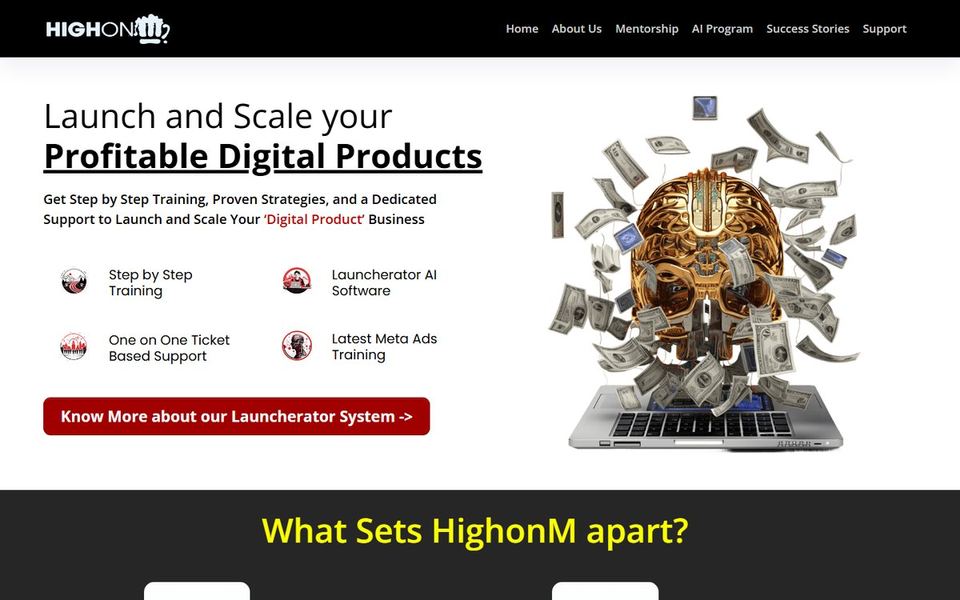 HIGHON
Home About Us Mentorship AI Program Success Stories Support
Launch and Scale your
Profitable Digital Products
Get Step by Step Training, Proven Strategies, and a Dedicated
Support to Launch and Scale Your ‘Digital Product’ Business
Step by Step
Training
Launcherator AI
Software
One on One Ticket
Based Support
Latest Meta Ads
Training
Know More about our Launcherator System ->
What Sets HighonM apart?